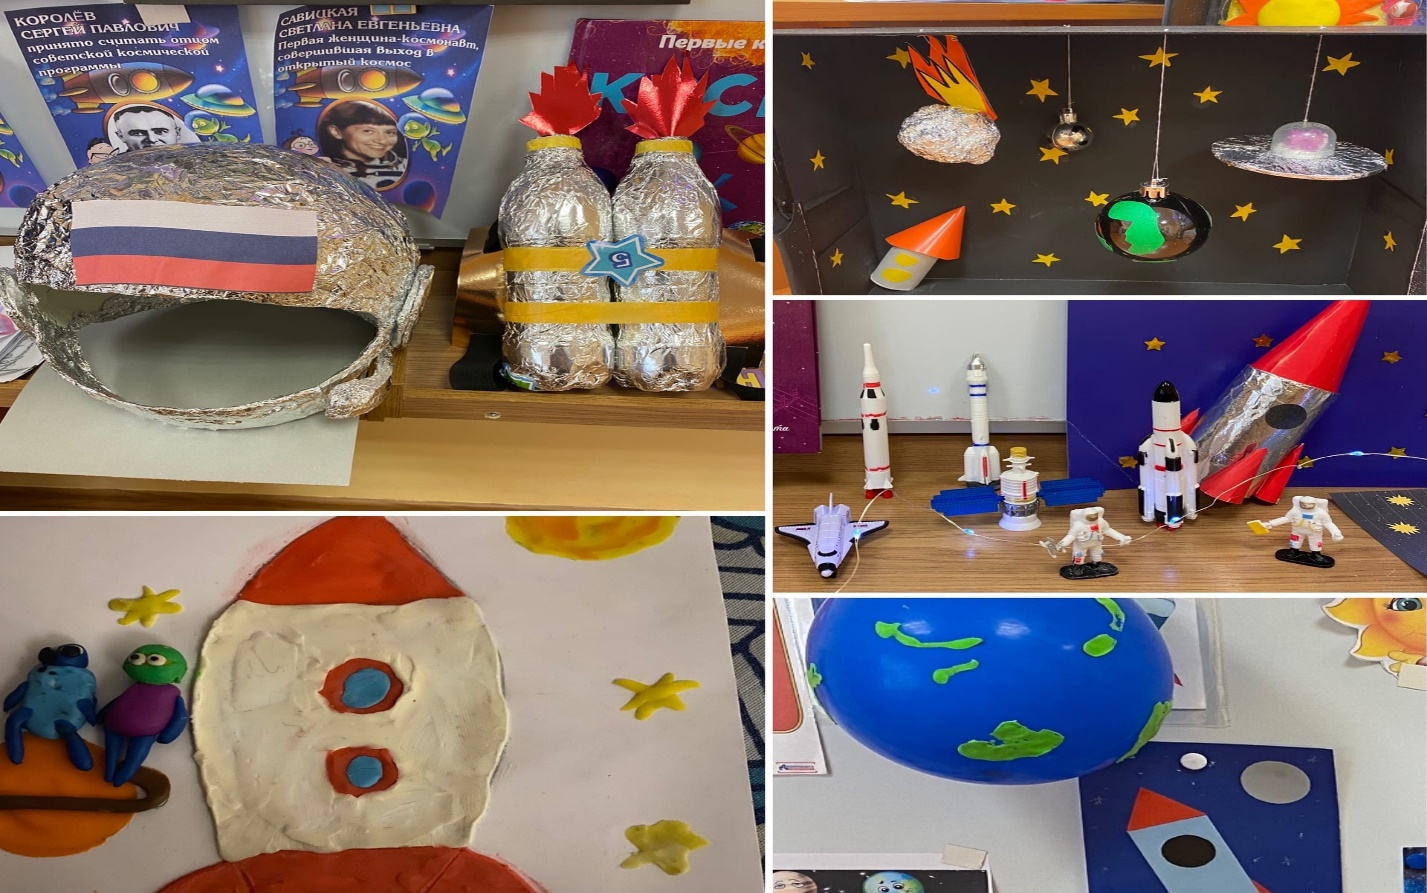 КОРОЛЁВ
СЕРГЕЙ ПАВЛОВИЧ
принято считать отцом
советской космической
программы
САВИЦКАЯ
СВЕТЛАНА ЕВГЕНЬЕВНА
Первая женщина-космонавт,
совершившая выход в
открытый космос
Первые к
К
С
5